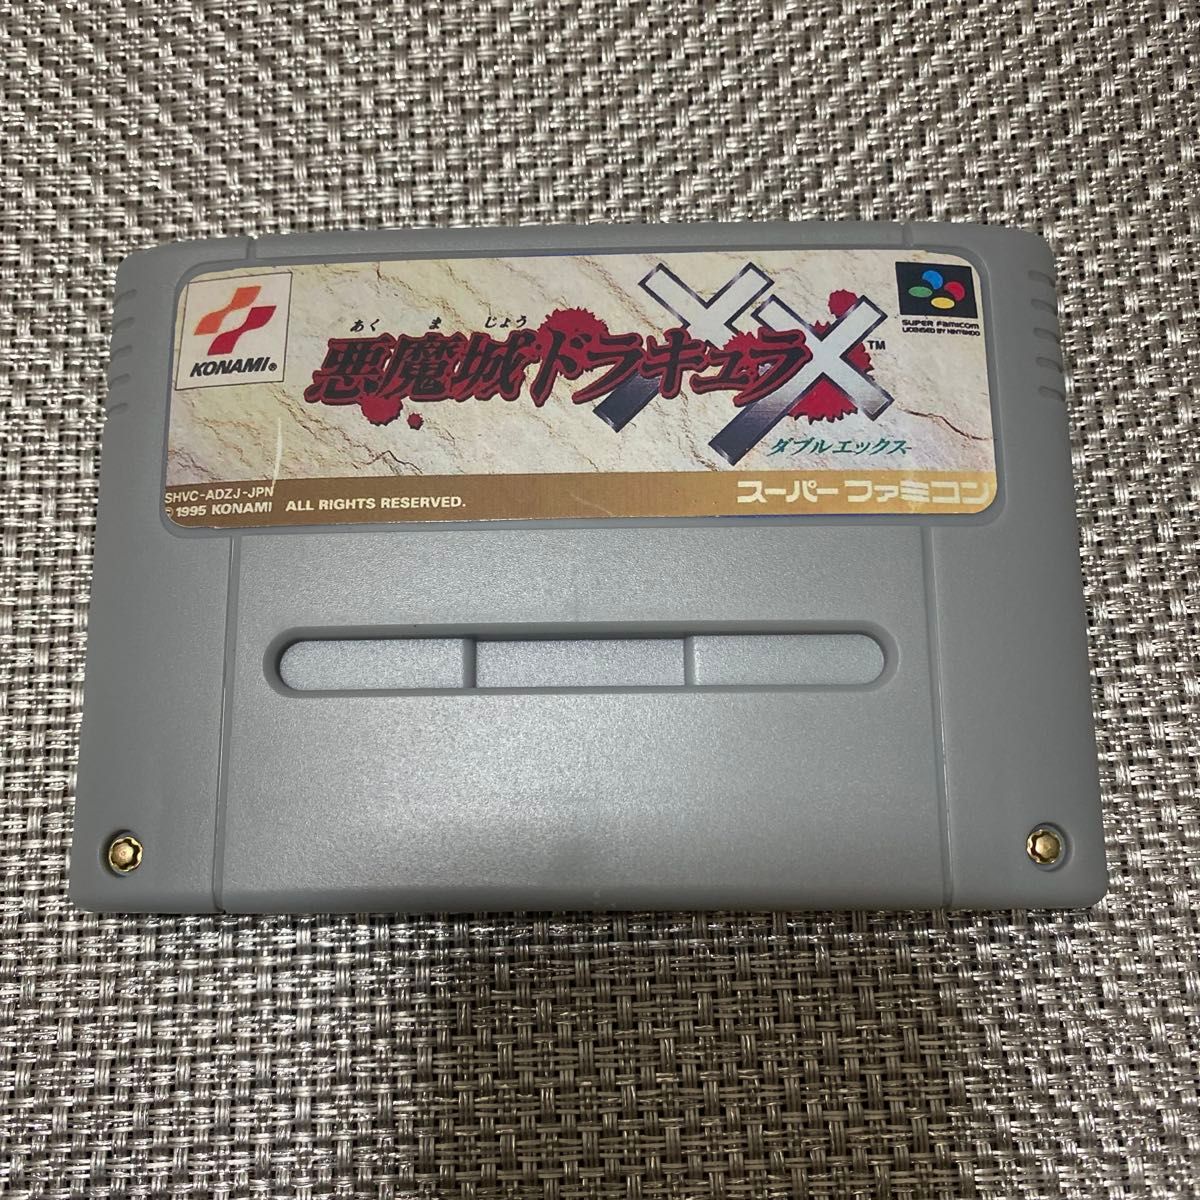 KONAMI®
あく ま じょう
悪魔城ドラキュラXX™
ダブルエックス
SUPER FAMICOM
LICENSED BY NINTENDO
SHVC-ADZJ-JPN
© 1995 KONAMI ALL RIGHTS RESERVED.
スーパーファミコン